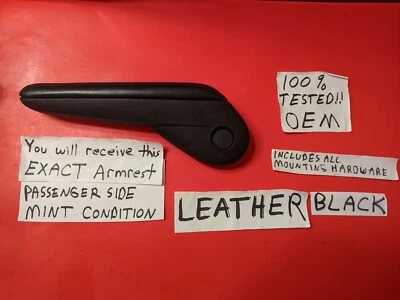 100%
TESTED!!
OEM
You will receive this
EXACT Armrest
PASSENGER SIDE
MINT CONDITION
INCLUDES ALL
MOUNTING HARDWARE
LEATHER BLACK